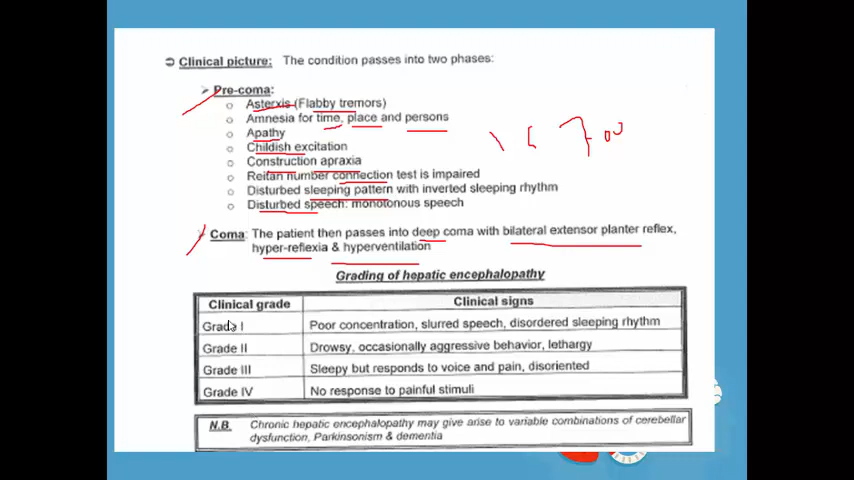 ➲ Clinical picture: The condition passes into two phases:
➢ Pre-coma:
○ Asterxis (Flabby tremors)
○ Amnesia for time, place and persons
○ Apathy
○ Childish excitation
○ Construction apraxia
○ Reitan number connection test is impaired
○ Disturbed sleeping pattern with inverted sleeping rhythm
○ Disturbed speech: monotonous speech
Coma: The patient then passes into deep coma with bilateral extensor planter reflex,
hyper-reflexia & hyperventilation
Grading of hepatic encephalopathy
Clinical grade Clinical signs
Grade I Poor concentration, slurred speech, disordered sleeping rhythm
Grade II Drowsy, occasionally aggressive behavior, lethargy
Grade III Sleepy but responds to voice and pain, disoriented
Grade IV No response to painful stimuli
N.B. Chronic hepatic encephalopathy may give arise to variable combinations of cerebellar
dysfunction, Parkinsonism & dementia